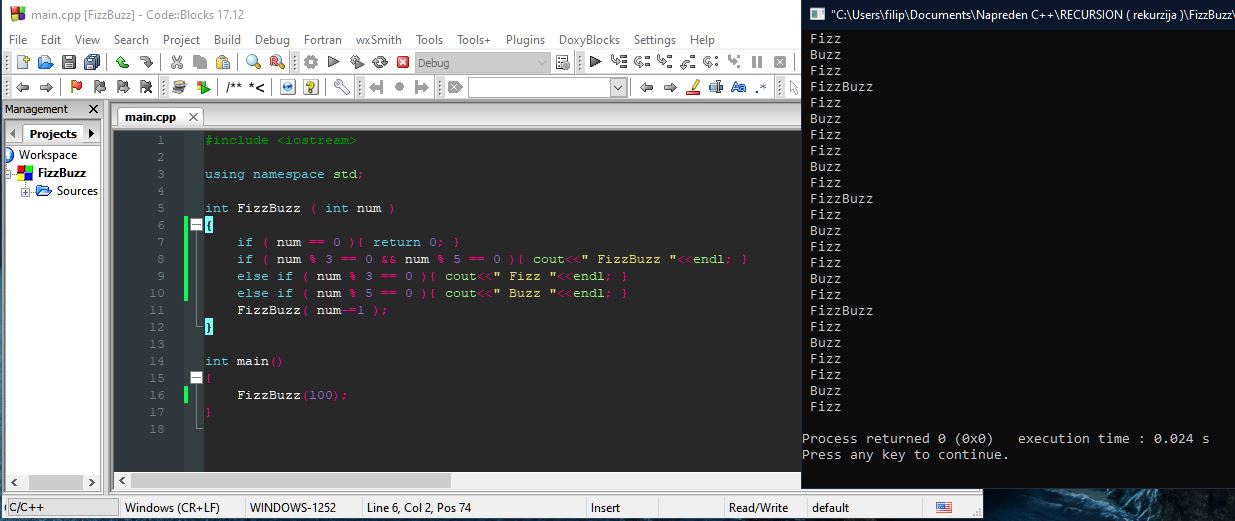 main.cpp [FizzBuzz] - Code::Blocks 17.12
File Edit View Search Project Build Debug Fortran wxSmith Tools Tools+ Plugins DoxyBlocks Settings Help
Debug
/** *<
Management
Projects
Workspace
FizzBuzz
Sources
main.cpp
1 #include <iostream>
2
3 using namespace std;
4
5 int FizzBuzz ( int num )
6 {
7 if ( num == 0 ){ return 0; }
8 if ( num % 3 == 0 && num % 5 == 0 ){ cout<<" FizzBuzz "<<endl; }
9 else if ( num % 3 == 0 ){ cout<<" Fizz "<<endl; }
10 else if ( num % 5 == 0 ){ cout<<" Buzz "<<endl; }
11 FizzBuzz( num-=1 );
12 }
13
14 int main()
15 {
16 FizzBuzz(100);
17 }
18
C/C++ Windows (CR+LF) WINDOWS-1252 Line 6, Col 2, Pos 74 Insert Read/Write default
"C:\Users\filip\Documents\Napreden C++\RECURSION ( rekurzija )\FizzBuzz\
Fizz
Buzz
Fizz
FizzBuzz
Fizz
Buzz
Fizz
Fizz
Buzz
Fizz
FizzBuzz
Fizz
Buzz
Fizz
Fizz
Buzz
Fizz
FizzBuzz
Fizz
Buzz
Fizz
Fizz
Buzz
Fizz
Process returned 0 (0x0) execution time : 0.024 s
Press any key to continue.